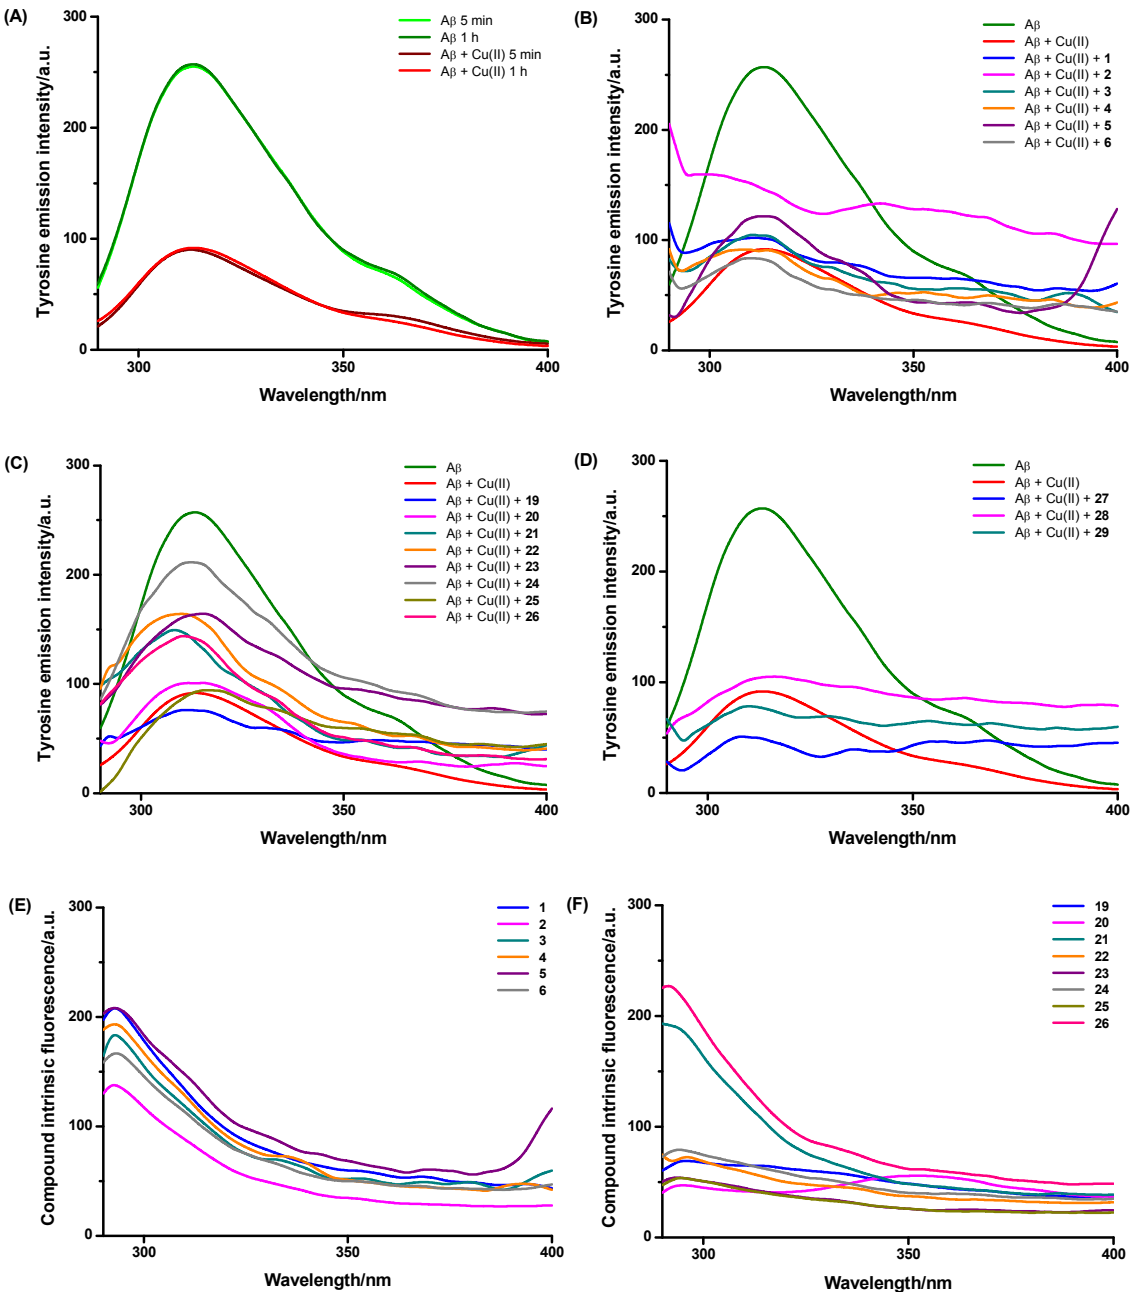 (A)
Tyrosine emission intensity/a.u.
300
200
100
0
300
350
400
Wavelength/nm
Aβ 5 min
Aβ 1 h
Aβ + Cu(II) 5 min
Aβ + Cu(II) 1 h
(B)
Tyrosine emission intensity/a.u.
300
200
100
0
300
350
400
Wavelength/nm
Aβ
Aβ + Cu(II)
Aβ + Cu(II) + 1
Aβ + Cu(II) + 2
Aβ + Cu(II) + 3
Aβ + Cu(II) + 4
Aβ + Cu(II) + 5
Aβ + Cu(II) + 6
(C)
Tyrosine emission intensity/a.u.
300
200
100
0
300
350
400
Wavelength/nm
Aβ
Aβ + Cu(II)
Aβ + Cu(II) + 19
Aβ + Cu(II) + 20
Aβ + Cu(II) + 21
Aβ + Cu(II) + 22
Aβ + Cu(II) + 23
Aβ + Cu(II) + 24
Aβ + Cu(II) + 25
Aβ + Cu(II) + 26
(D)
Tyrosine emission intensity/a.u.
300
200
100
0
300
350
400
Wavelength/nm
Aβ
Aβ + Cu(II)
Aβ + Cu(II) + 27
Aβ + Cu(II) + 28
Aβ + Cu(II) + 29
(E)
Compound intrinsic fluorescence/a.u.
300
200
100
0
300
350
400
Wavelength/nm
1
2
3
4
5
6
(F)
Compound intrinsic fluorescence/a.u.
300
200
100
0
300
350
400
Wavelength/nm
19
20
21
22
23
24
25
26